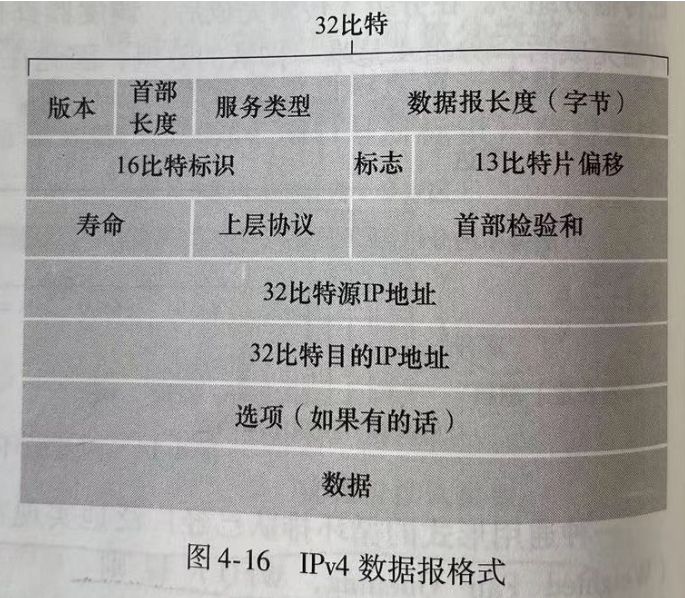 32比特
版本 首部长度 服务类型 数据报长度（字节）
16比特标识 标志 13比特片偏移
寿命 上层协议 首部检验和
32比特源IP地址
32比特目的IP地址
选项（如果有的话）
数据
图 4-16 IPv4 数据报格式